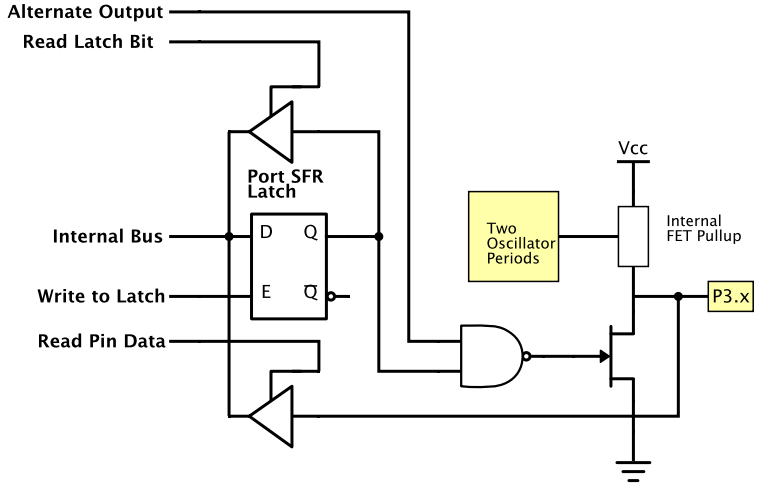 Alternate Output
Read Latch Bit
Vcc
Port SFR
Latch
Internal
FET Pullup
Two
Oscillator
Periods
Internal Bus
D Q
Write to Latch
E Q̅
P3.x
Read Pin Data